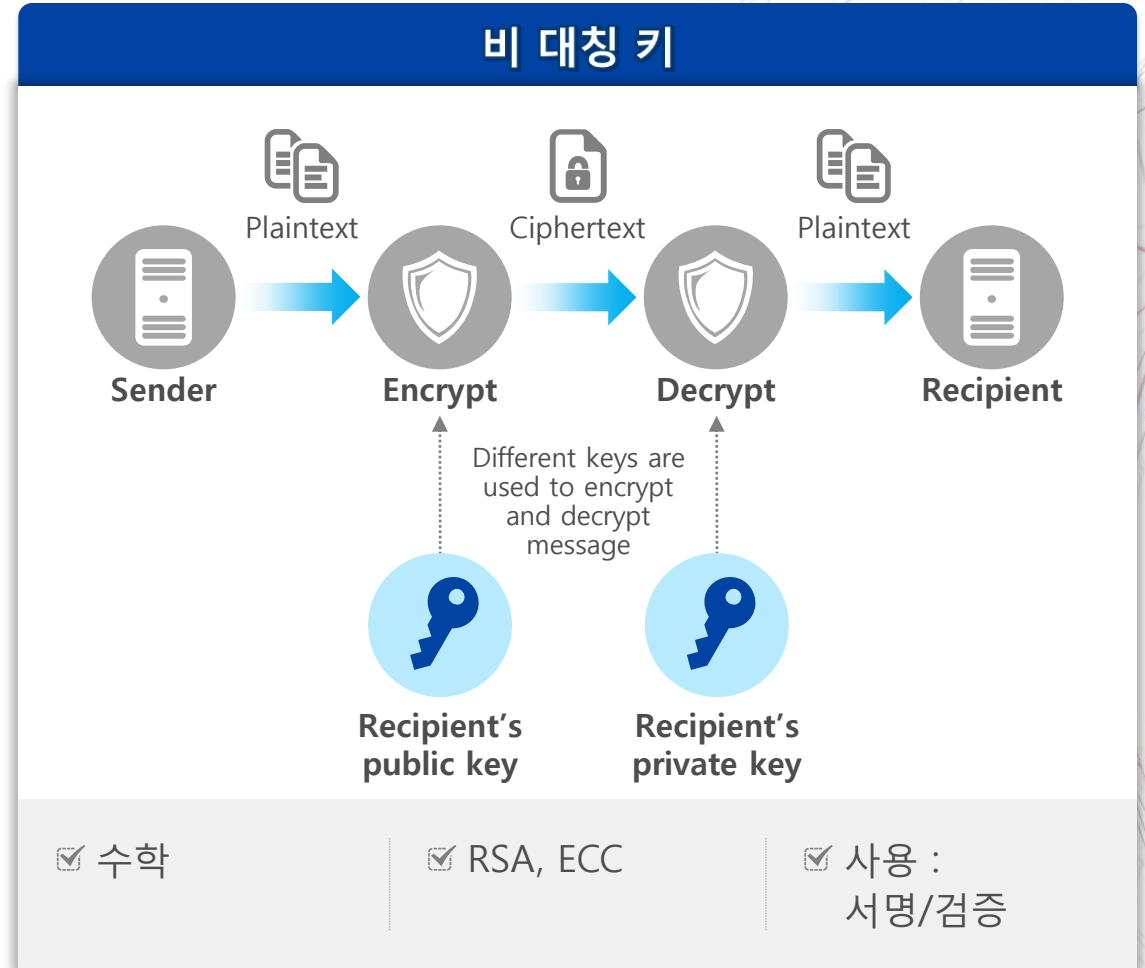 비 대칭 키
Plaintext
Ciphertext
Plaintext
Sender
Encrypt
Decrypt
Recipient
Different keys are
used to encrypt
and decrypt
message
Recipient's
public key
Recipient's
private key
수학
RSA, ECC
사용 :
서명/검증